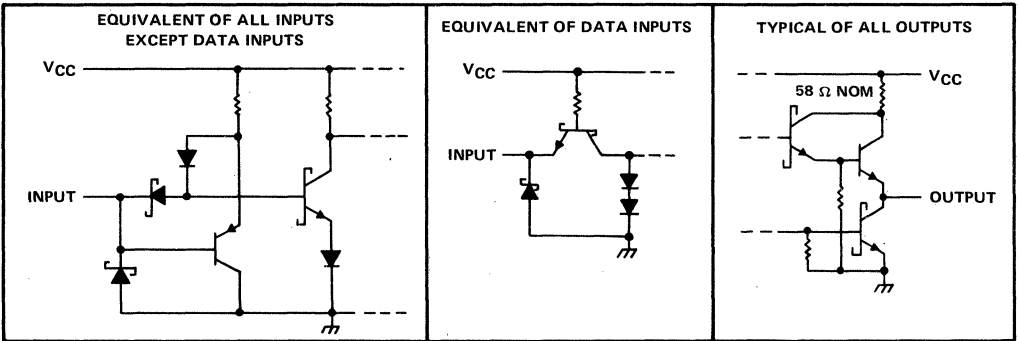 EQUIVALENT OF ALL INPUTS
EXCEPT DATA INPUTS
VCC
INPUT
EQUIVALENT OF DATA INPUTS
VCC
INPUT
TYPICAL OF ALL OUTPUTS
VCC
58 Ω NOM
OUTPUT